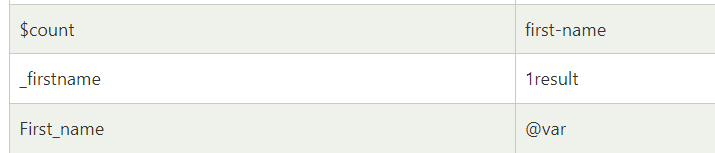 $count first-name
_firstname 1result
First_name @var